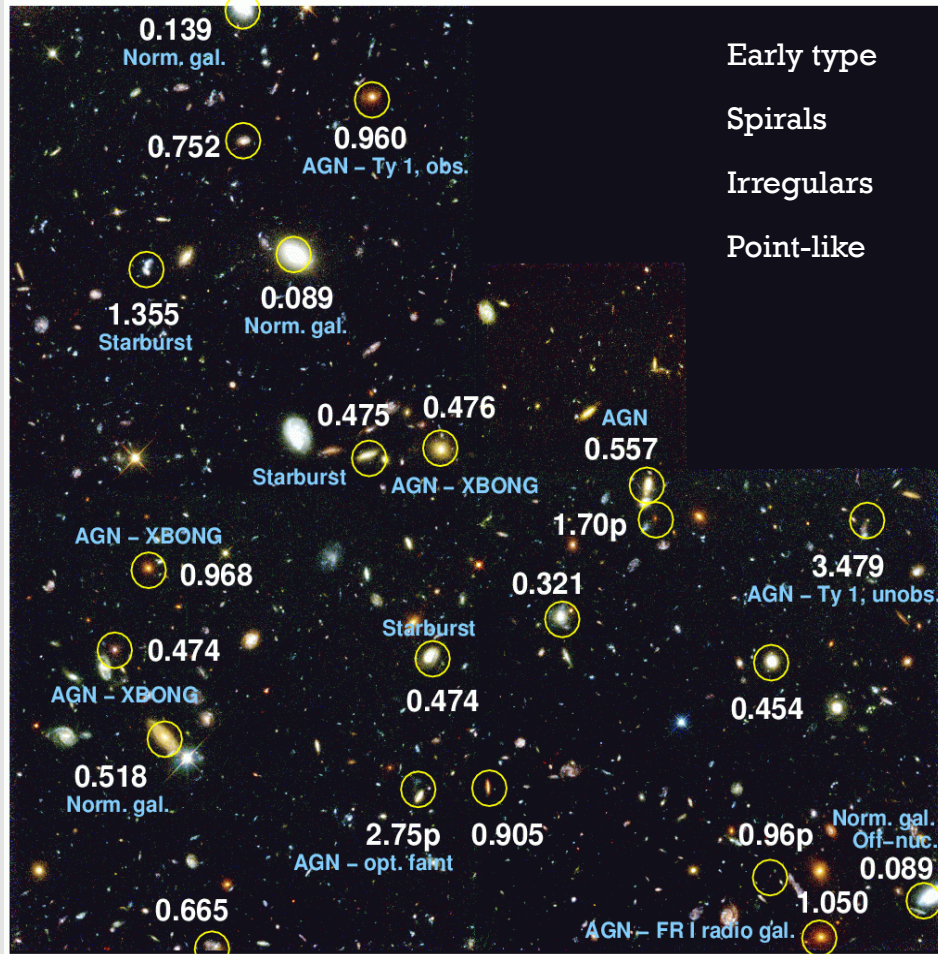 0.139
Norm. gal.
0.960
AGN – Ty 1, obs.
0.752
Early type
Spirals
Irregulars
Point-like
1.355
Starburst
0.089
Norm. gal.
0.475
0.476
Starburst
AGN – XBONG
AGN
0.557
1.70p
3.479
AGN – Ty 1, unobs.
AGN – XBONG
0.968
0.321
0.474
AGN – XBONG
Starburst
0.474
0.454
0.518
Norm. gal.
2.75p
AGN – opt. faint
0.905
0.96p
Norm. gal.
Off–nuc.
0.089
1.050
AGN – FR I radio gal.
0.665